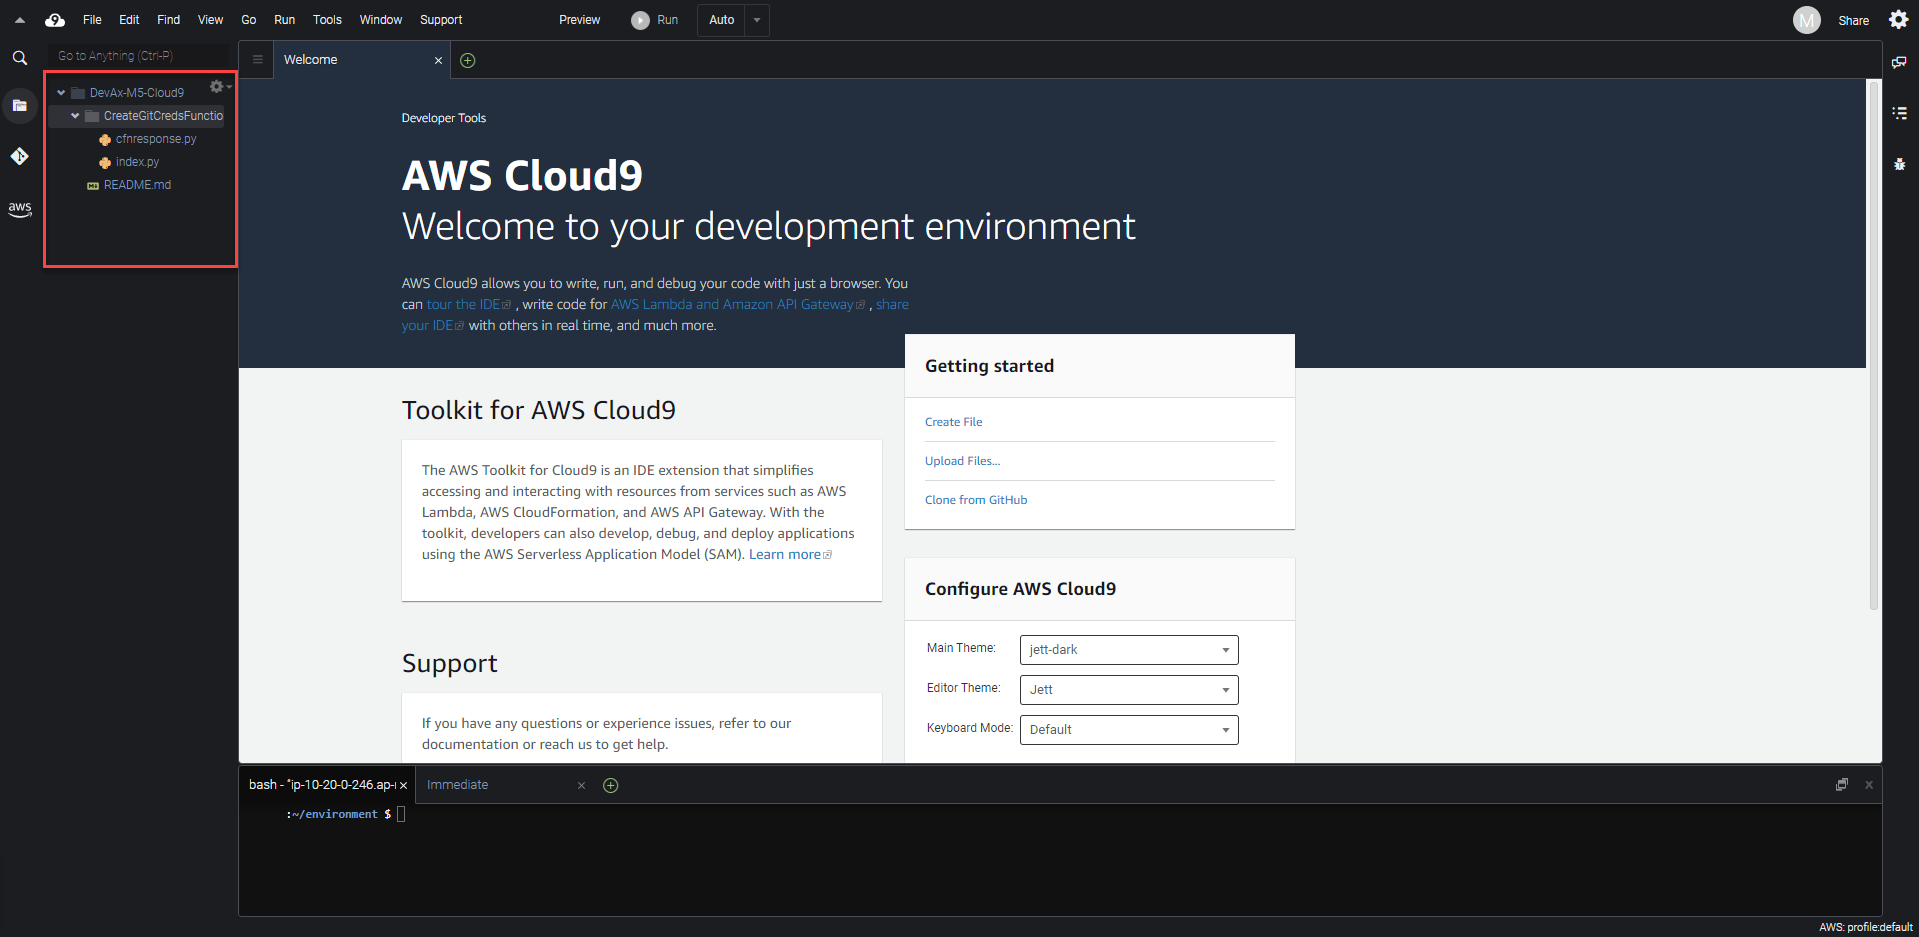 9 File Edit Find View Go Run Tools Window Support Preview Run Auto M Share
Go to Anything (Ctrl-P)
DevAx-M5-Cloud9
CreateGitCredsFunctio
cfnresponse.py
index.py
README.md
aws
Welcome
Developer Tools
AWS Cloud9
Welcome to your development environment
AWS Cloud9 allows you to write, run, and debug your code with just a browser. You
can tour the IDE , write code for AWS Lambda and Amazon API Gateway , share
your IDE with others in real time, and much more.
Toolkit for AWS Cloud9
The AWS Toolkit for Cloud9 is an IDE extension that simplifies
accessing and interacting with resources from services such as AWS
Lambda, AWS CloudFormation, and AWS API Gateway. With the
toolkit, developers can also develop, debug, and deploy applications
using the AWS Serverless Application Model (SAM). Learn more
Support
If you have any questions or experience issues, refer to our
documentation or reach us to get help.
Getting started
Create File
Upload Files...
Clone from GitHub
Configure AWS Cloud9
Main Theme: jett-dark
Editor Theme: Jett
Keyboard Mode: Default
bash - "ip-10-20-0-246.ap- Immediate
:~/environment $
AWS: profile:default